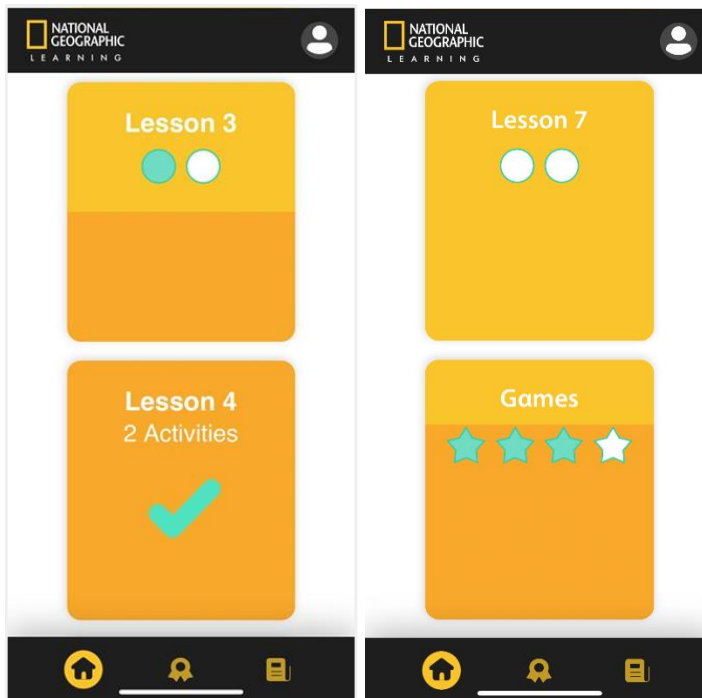 NATIONAL
GEOGRAPHIC
LEARNING
Lesson 3
Lesson 4
2 Activities
NATIONAL
GEOGRAPHIC
LEARNING
Lesson 7
Games